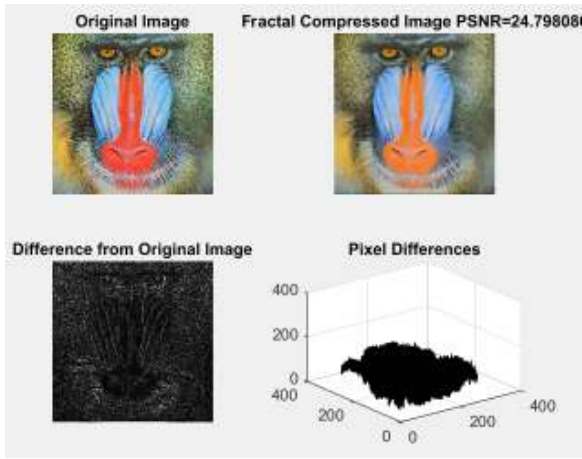 Original Image
Fractal Compressed Image PSNR=24.798086
Difference from Original Image
Pixel Differences
400
200
0
400
200
0
0
200
400